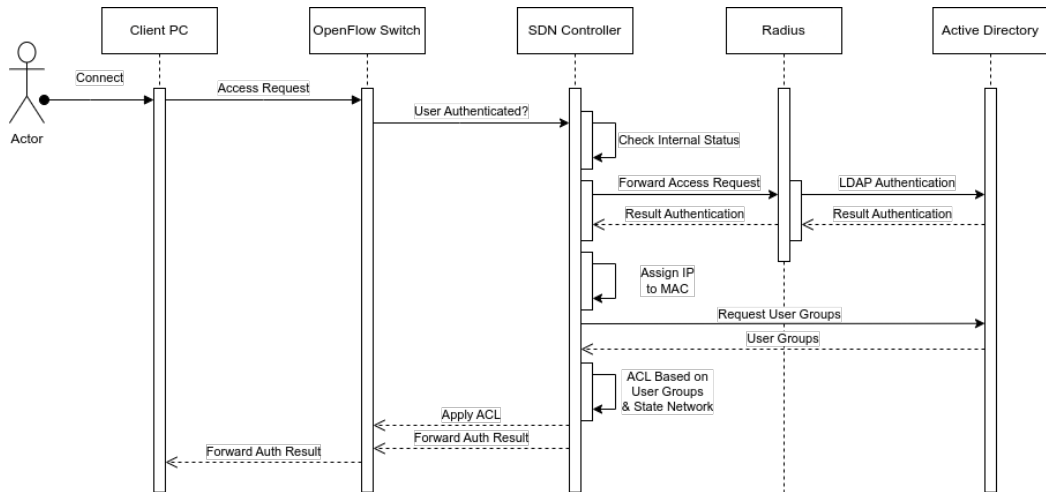 Client PC
OpenFlow Switch
SDN Controller
Radius
Active Directory
Connect
Access Request
Actor
User Authenticated?
Check Internal Status
Forward Access Request
LDAP Authentication
Result Authentication
Result Authentication
Assign IP
to MAC
Request User Groups
User Groups
ACL Based on
User Groups
& State Network
Apply ACL
Forward Auth Result
Forward Auth Result